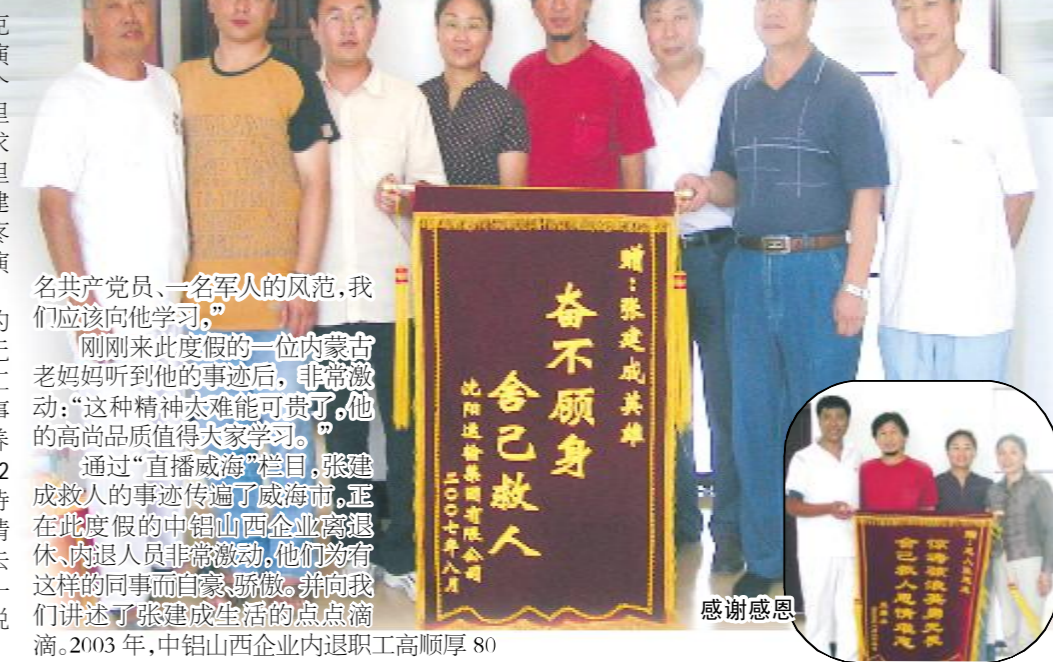 名共产党员、一名军人的风范,我
们应该向他学习。”
刚刚来此度假的一位内蒙古
老妈妈听到他的事迹后，非常激
动:“这种精神太难能可贵了,他
的高尚品质值得大家学习。”
通过“直播威海”栏目,张建
成救人的事迹传遍了威海市,正
在此度假的中铝山西企业离退
休、内退人员非常激动,他们为有
这样的同事而自豪、骄傲。并向我
们讲述了张建成生活的点点滴
滴。2003 年,中铝山西企业内退职工高顺厚 80
赠：张建成英雄
奋不顾身
舍己救人
沈阳运输集团有限公司
二〇〇七年八月
感谢感恩
惊涛骇浪英勇无畏
舍己救人恩情难忘